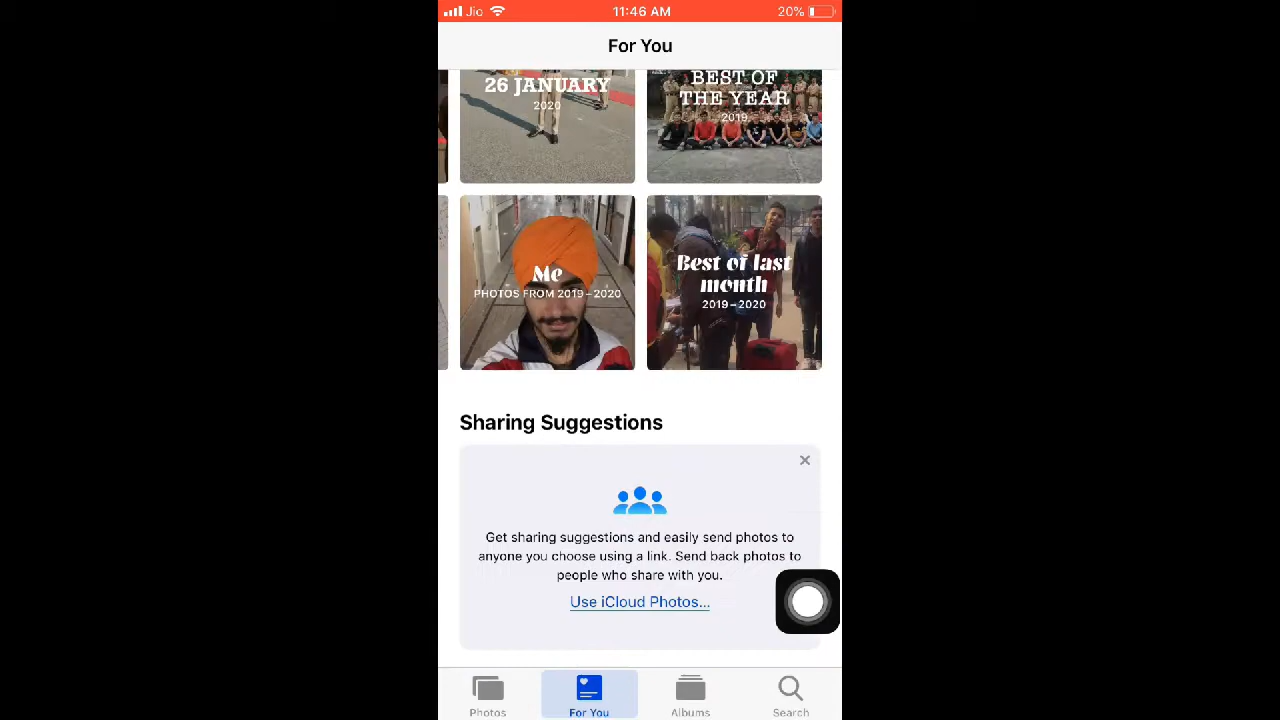 Jio 11:46 AM 20%
For You
26 JANUARY
2020
BEST OF
THE YEAR
2019
Me
PHOTOS FROM 2019–2020
Best of last
month
2019–2020
Sharing Suggestions
Get sharing suggestions and easily send photos to
anyone you choose using a link. Send back photos to
people who share with you.
Use iCloud Photos...
Photos For You Albums Search